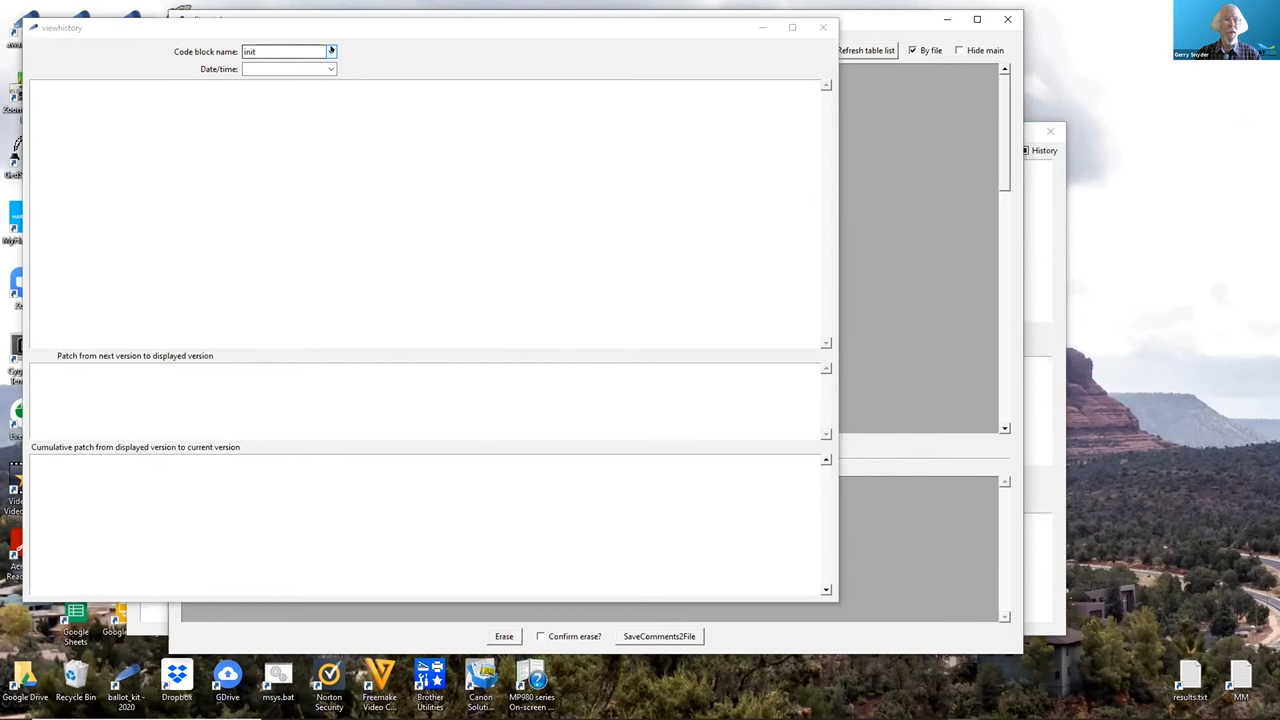 viewhistory
Code block name: init
Date/time:
Refresh table list
By file
Hide main
Gerry Snyder
History
Patch from next version to displayed version
Cumulative patch from displayed version to current version
Erase
Confirm erase?
SaveComments2File
Google Sheets
Google Drive
Recycle Bin
ballot_kit - 2020
Dropbox
GDrive
msys.bat
Norton Security
Freemake Video C...
Brother Utilities
Canon Soluti...
MP980 series On-screen ...
results.txt
MM